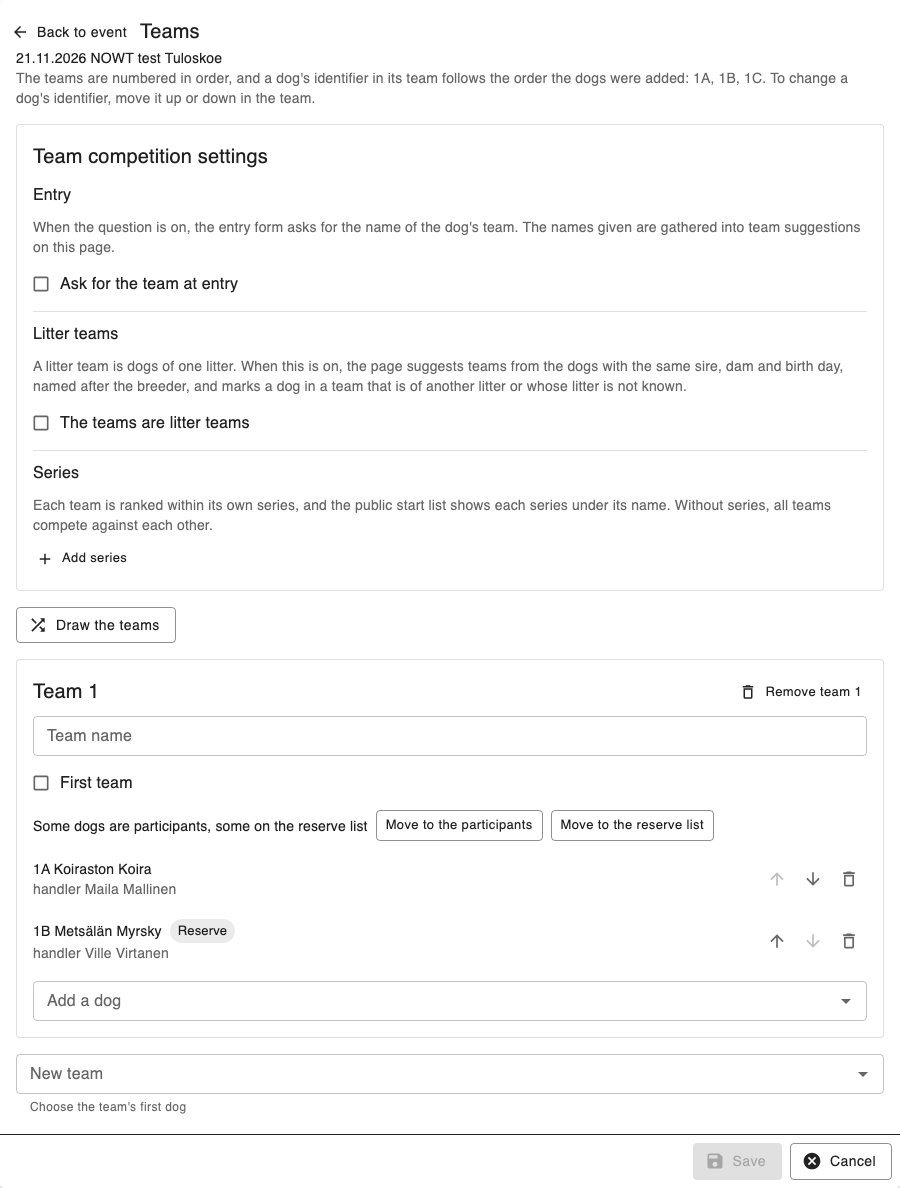 Back to event Teams
21.11.2026 NOWT test Tuloskoe
The teams are numbered in order, and a dog's identifier in its team follows the order the dogs were added: 1A, 1B, 1C. To change a
dog's identifier, move it up or down in the team.
Team competition settings
Entry
When the question is on, the entry form asks for the name of the dog's team. The names given are gathered into team suggestions
on this page.
Ask for the team at entry
Litter teams
A litter team is dogs of one litter. When this is on, the page suggests teams from the dogs with the same sire, dam and birth day,
named after the breeder, and marks a dog in a team that is of another litter or whose litter is not known.
The teams are litter teams
Series
Each team is ranked within its own series, and the public start list shows each series under its name. Without series, all teams
compete against each other.
Add series
Draw the teams
Team 1
Remove team 1
Team name
First team
Some dogs are participants, some on the reserve list
Move to the participants
Move to the reserve list
1A Koiraston Koira
handler Maila Mallinen
1B Metsälän Myrsky Reserve
handler Ville Virtanen
Add a dog
New team
Choose the team's first dog
Save
Cancel